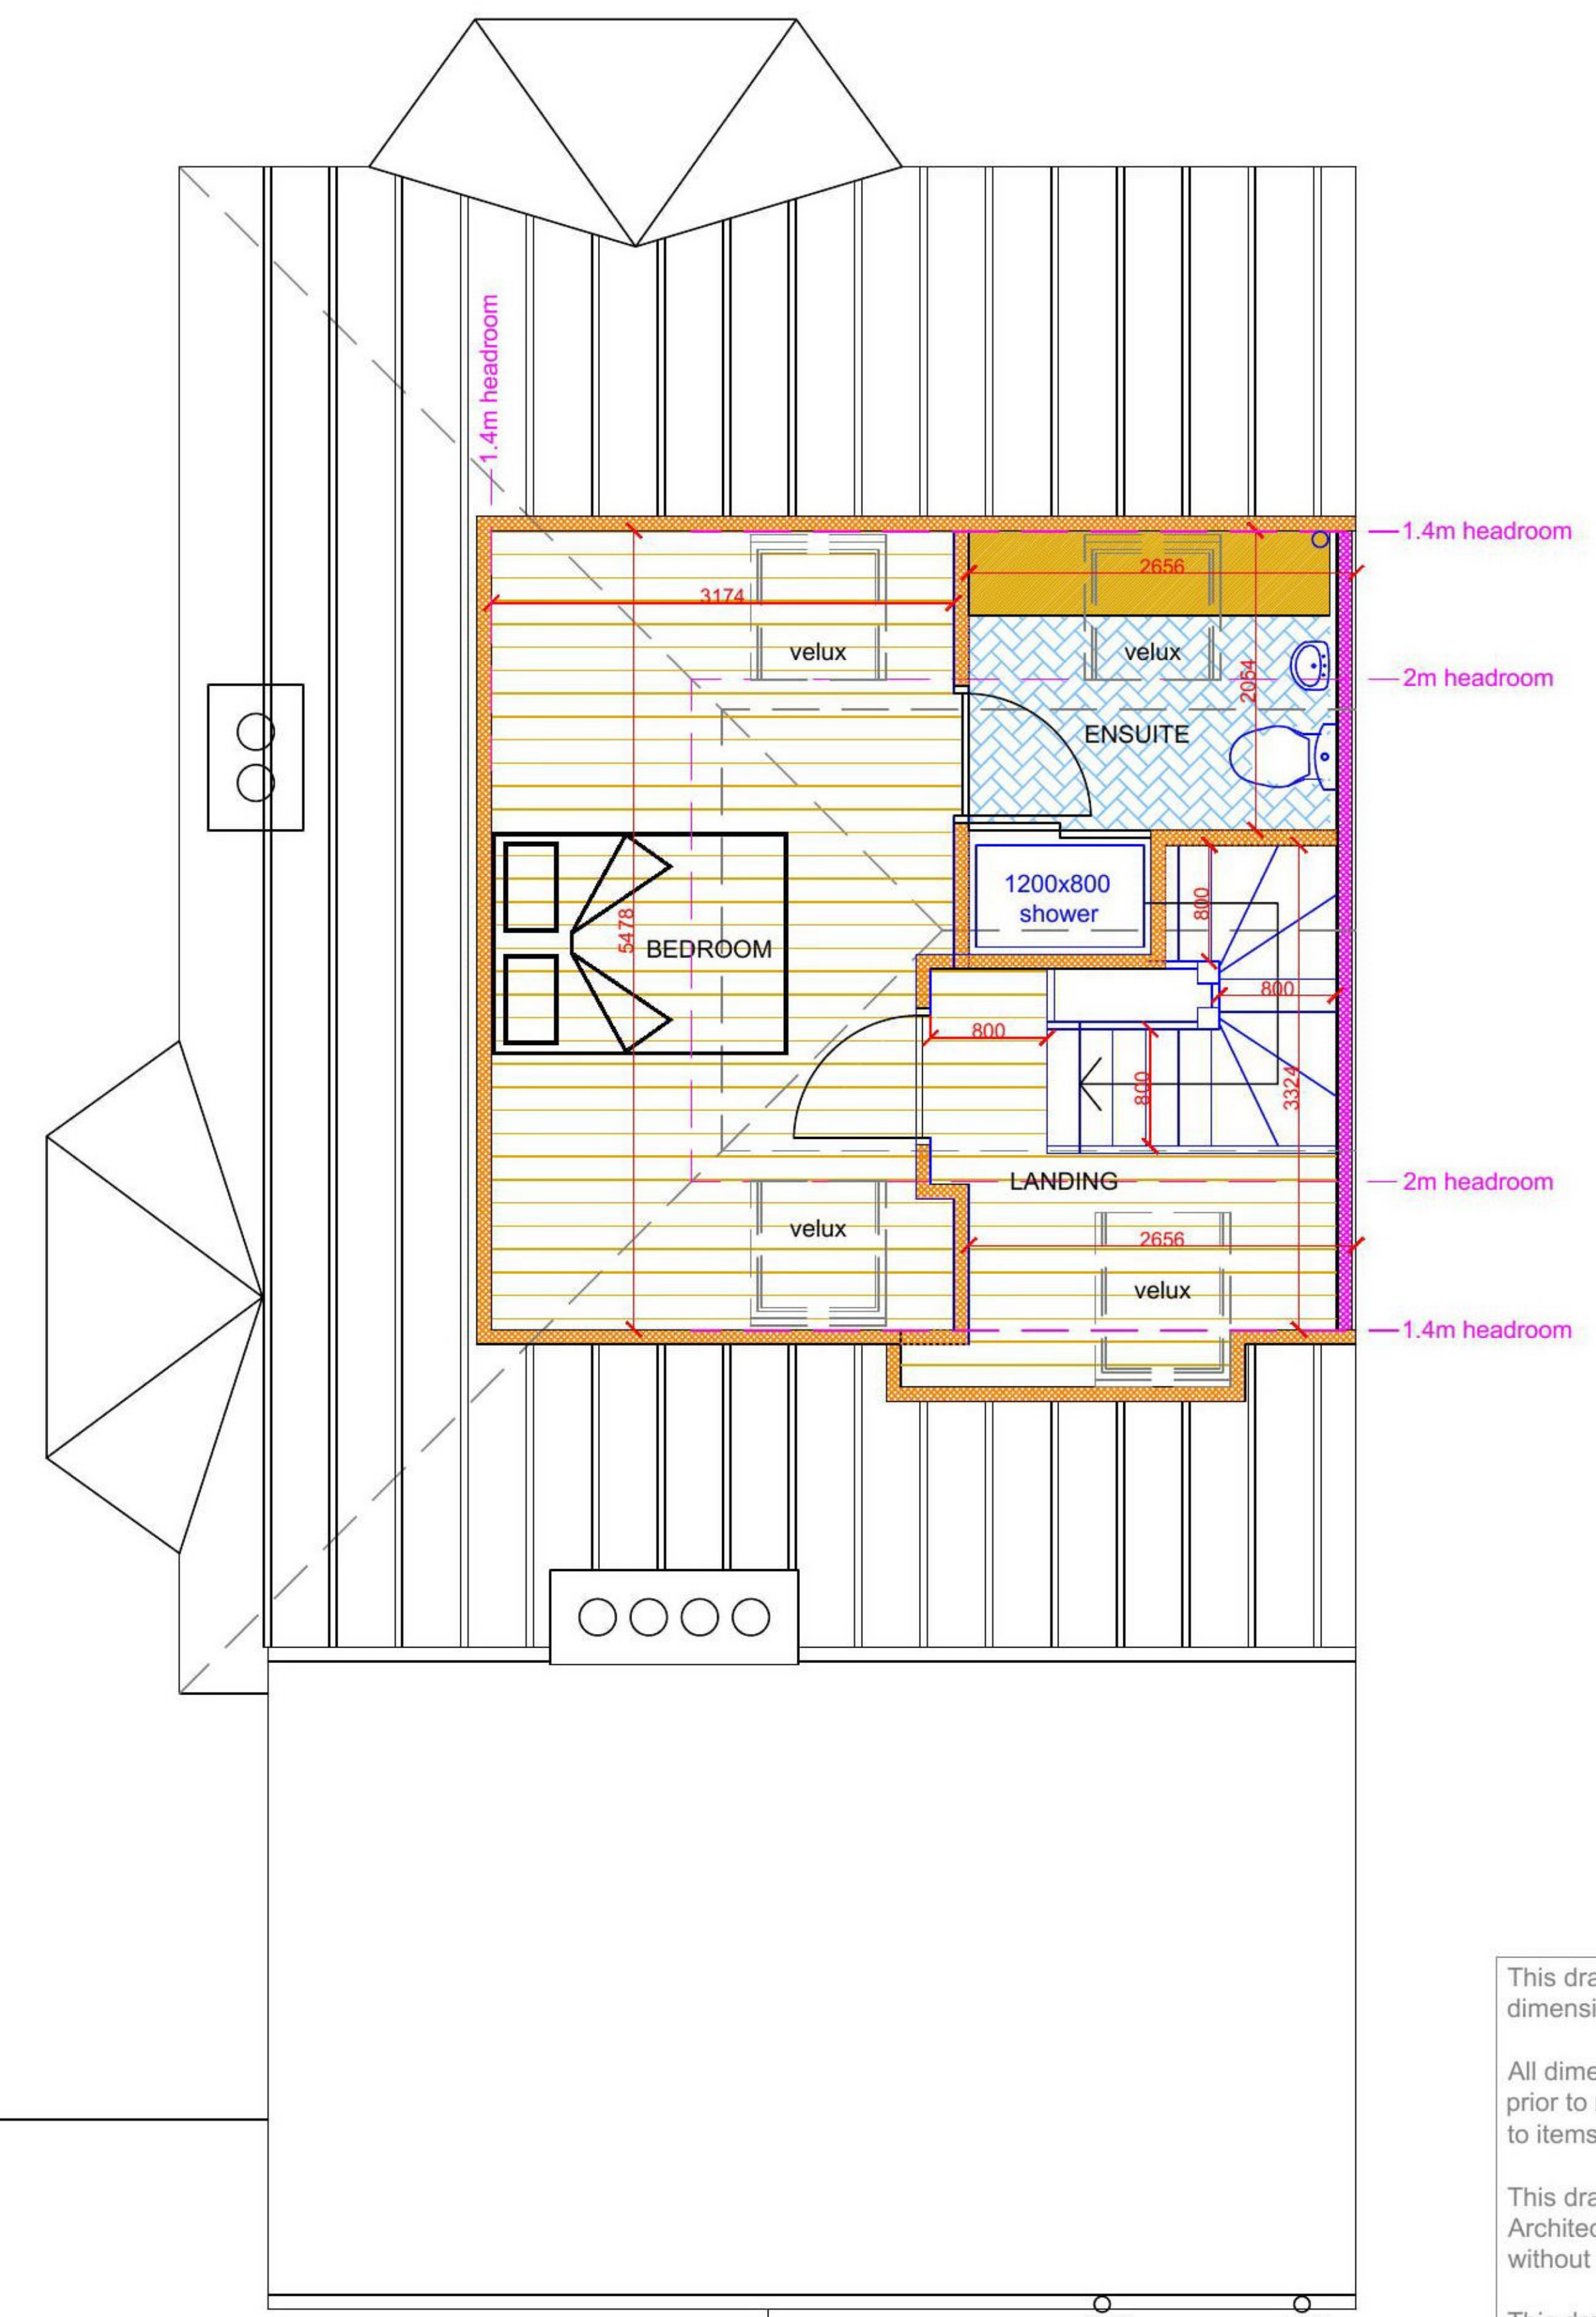 1.4m headroom
1.4m headroom
2656
3174
velux
velux
2054
2m headroom
ENSUITE
1200x800
shower
800
5478
BEDROOM
800
800
800
3324
LANDING
2m headroom
velux
2656
velux
1.4m headroom
This dra
dimensi
All dime
prior to
to items
This dra
Architec
without